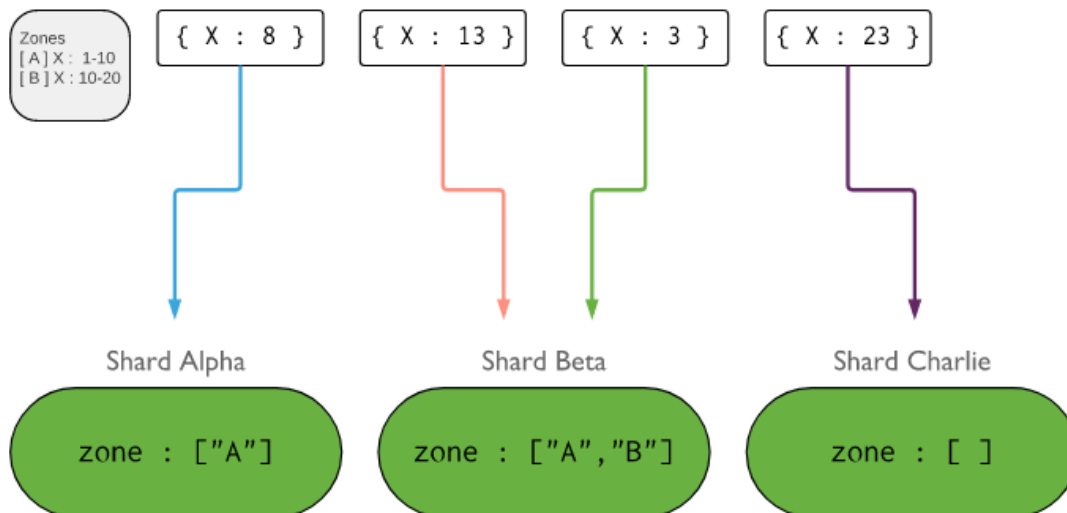 Zones
[ A ] X : 1-10
[ B ] X : 10-20
{ X : 8 }
{ X : 13 }
{ X : 3 }
{ X : 23 }
Shard Alpha
Shard Beta
Shard Charlie
zone : ["A"]
zone : ["A","B"]
zone : [ ]